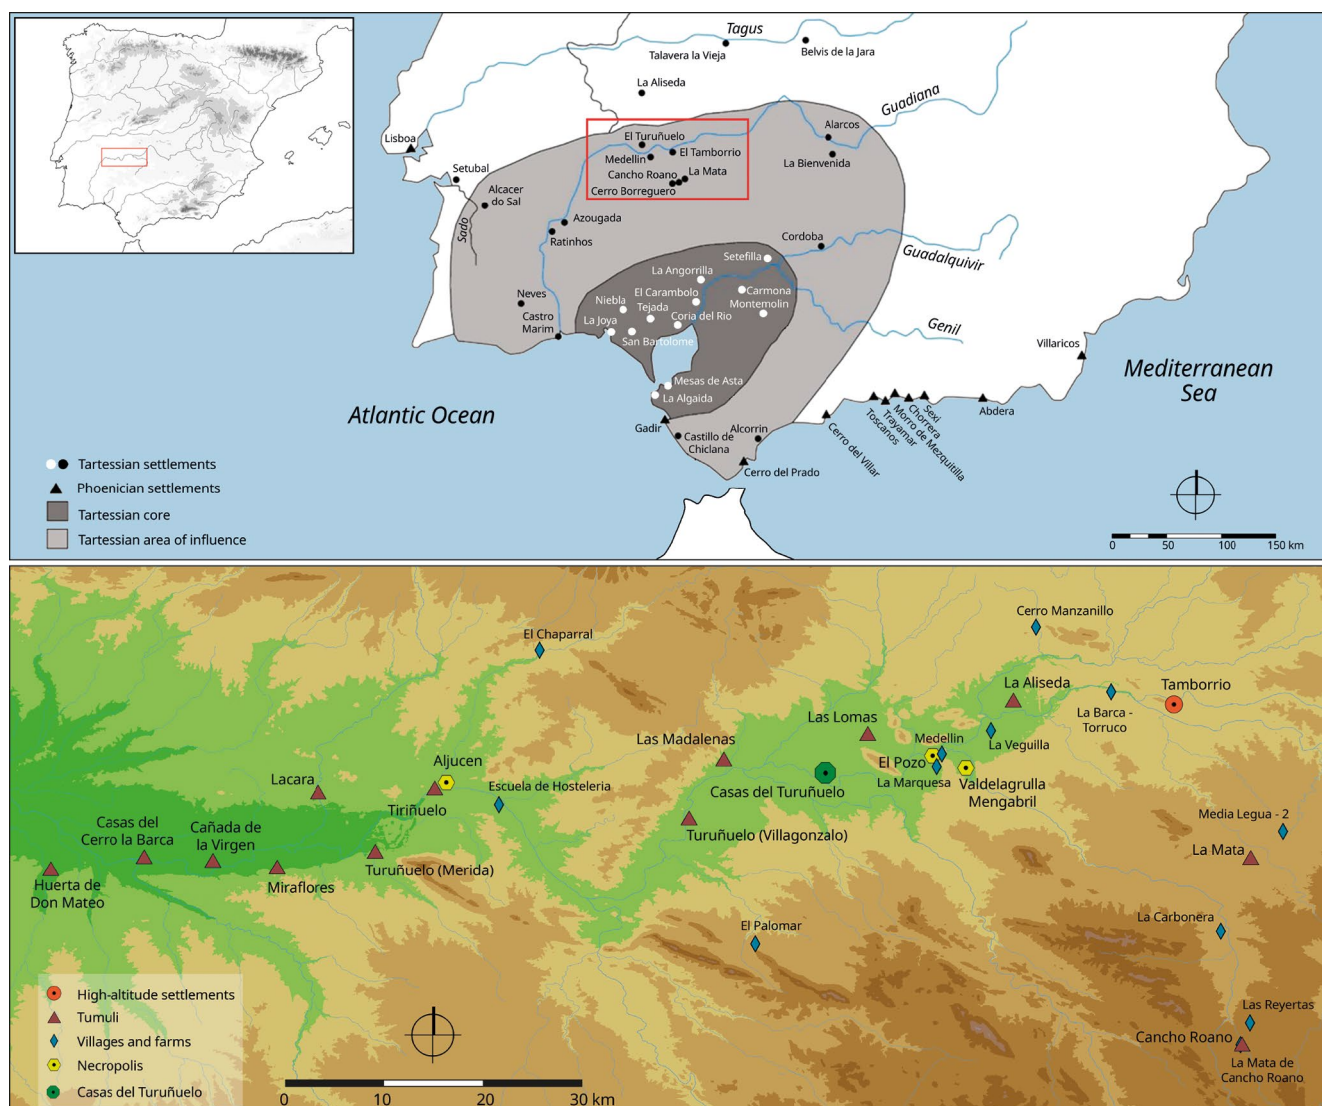 Tagus
Talavera la Vieja
Belvis de la Jara
La Aliseda
Guadiana
Lisboa
El Turuñuelo
Alarcos
Medellin
El Tamborrio
La Bienvenida
Setubal
Cancho Roano
La Mata
Cerro Borreguero
Alcacer
do Sal
Sado
Azougada
Ratinhos
Cordoba
Guadalquivir
Setefilla
La Angorrilla
El Carambolo
Carmona
Neves
Niebla
Tejada
Montemolin
Castro
Marim
La Joya
Coria del Rio
San Bartolome
Genil
Villaricos
Mediterranean
Sea
Mesas de Asta
La Algaida
Atlantic Ocean
Gadir
Castillo de
Chiclana
Alcorrin
Cerro del Prado
Cerro del Villar
Toscanos
Trayamar
Morro de Mezquitilla
Chorrera
Sexi
Abdera
Tartessian settlements
Phoenician settlements
Tartessian core
Tartessian area of influence
0 50 100 150 km
Cerro Manzanillo
El Chaparral
La Aliseda
Tamborrio
La Barca -
Torruco
Las Lomas
Las Madalenas
Medellin
La Veguilla
El Pozo
La Marquesa
Valdelagrulla
Mengabril
Aljucen
Lacara
Escuela de Hosteleria
Tiriñuelo
Casas del Turuñuelo
Casas del
Cerro la Barca
Cañada de
la Virgen
Turuñuelo (Villagonzalo)
Media Legua - 2
La Mata
Huerta de
Don Mateo
Miraflores
Turuñuelo (Merida)
El Palomar
La Carbonera
Las Reyertas
Cancho Roano
La Mata de
Cancho Roano
High-altitude settlements
Tumuli
Villages and farms
Necropolis
Casas del Turuñuelo
0 10 20 30 km